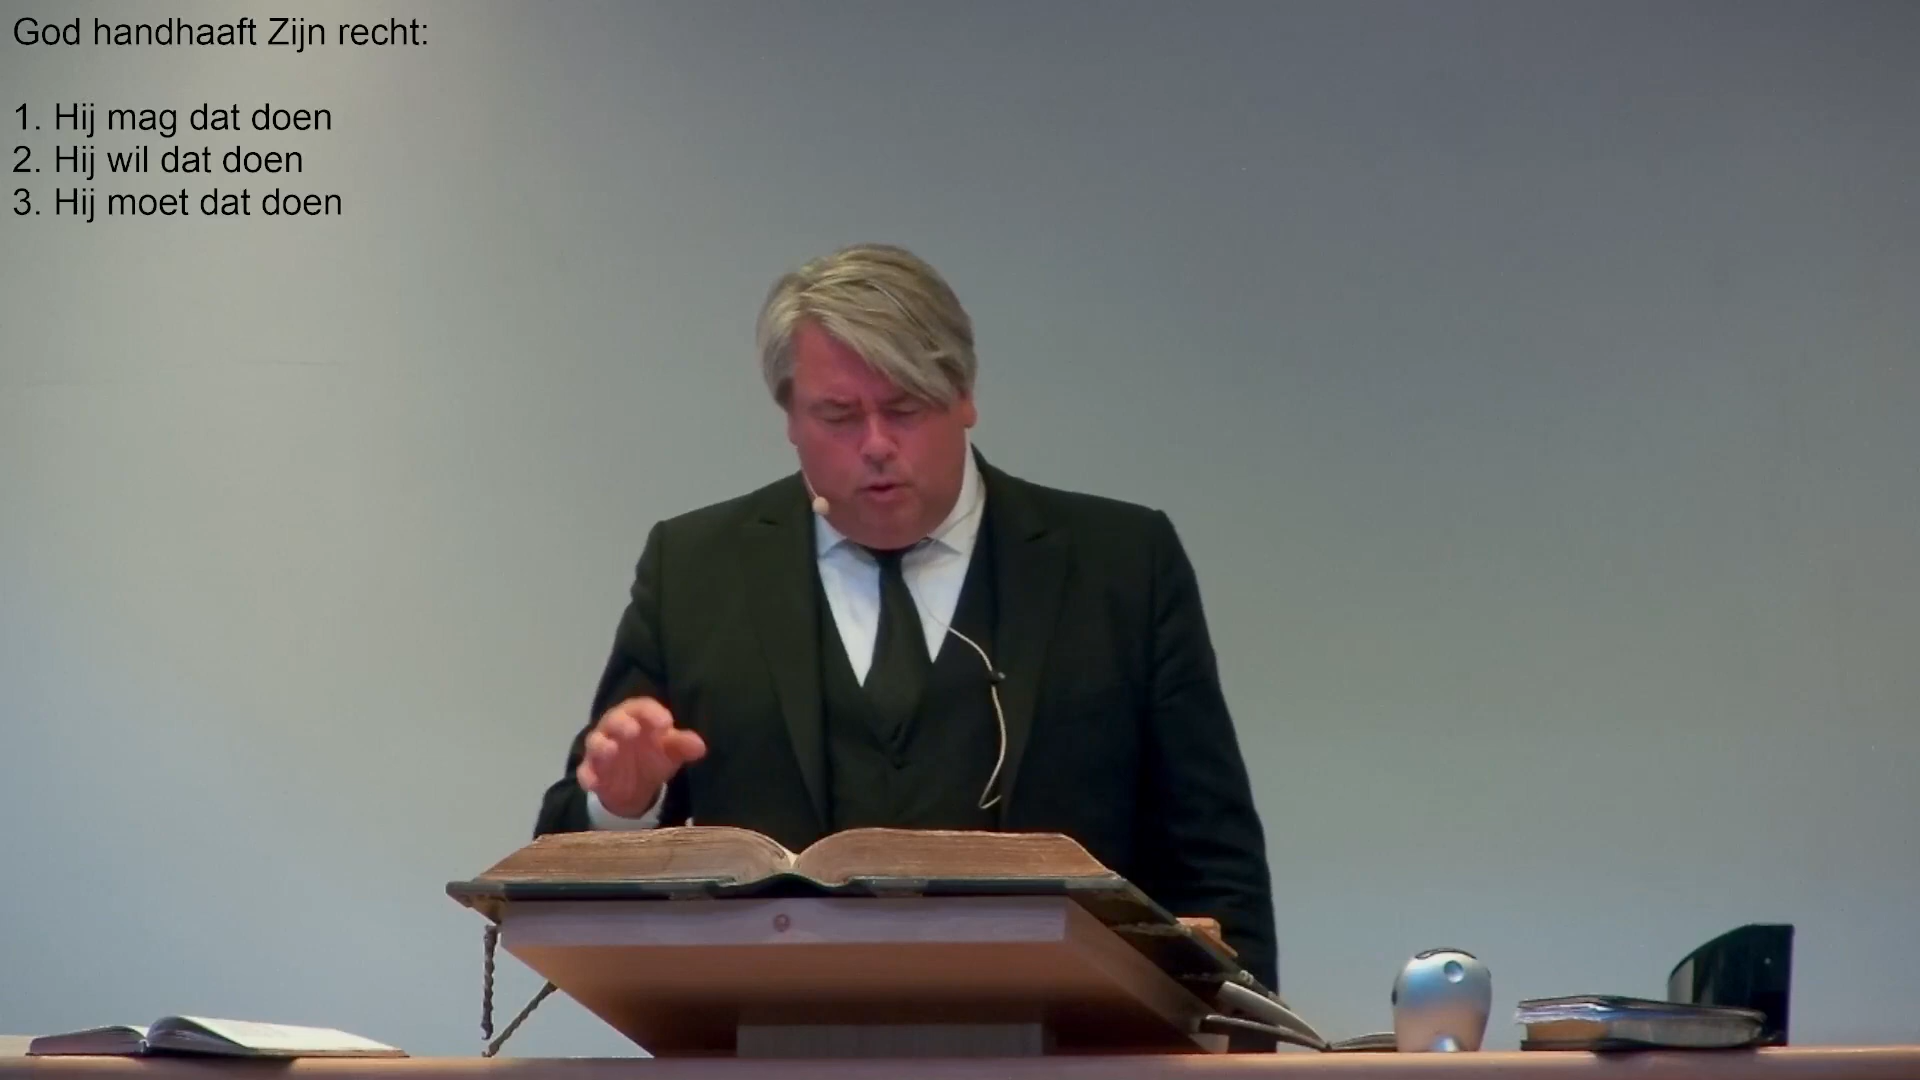 God handhaaft Zijn recht:
1. Hij mag dat doen
2. Hij wil dat doen
3. Hij moet dat doen